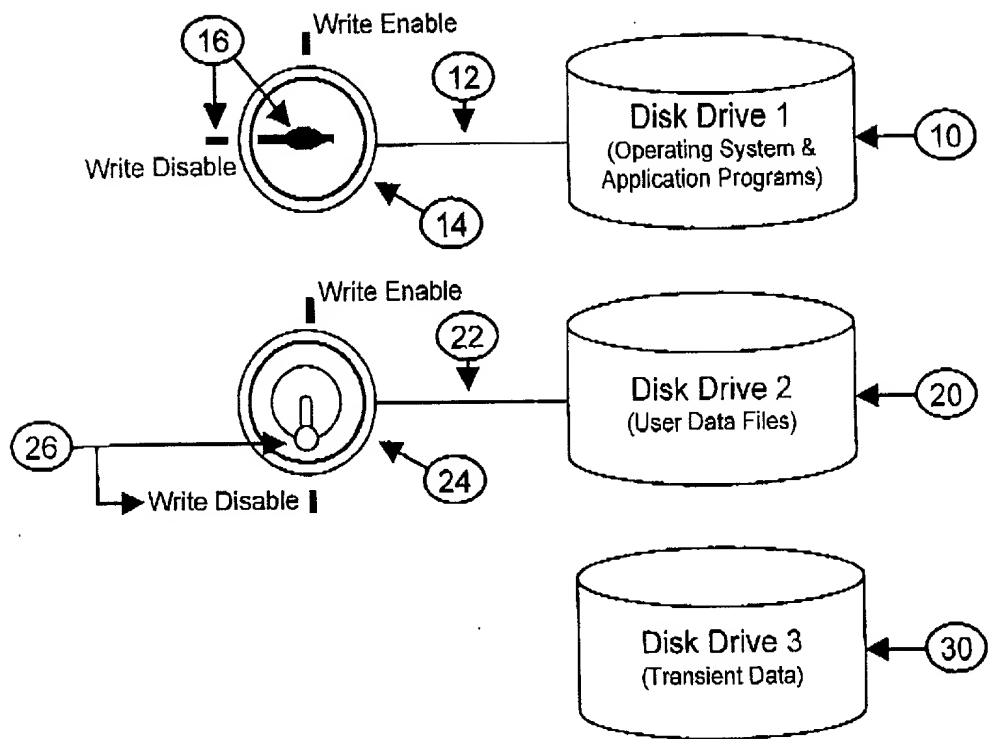 Write Enable
16
12
Disk Drive 1
(Operating System &
Application Programs)
10
Write Disable
14
Write Enable
22
Disk Drive 2
(User Data Files)
20
26
24
Write Disable
Disk Drive 3
(Transient Data)
30